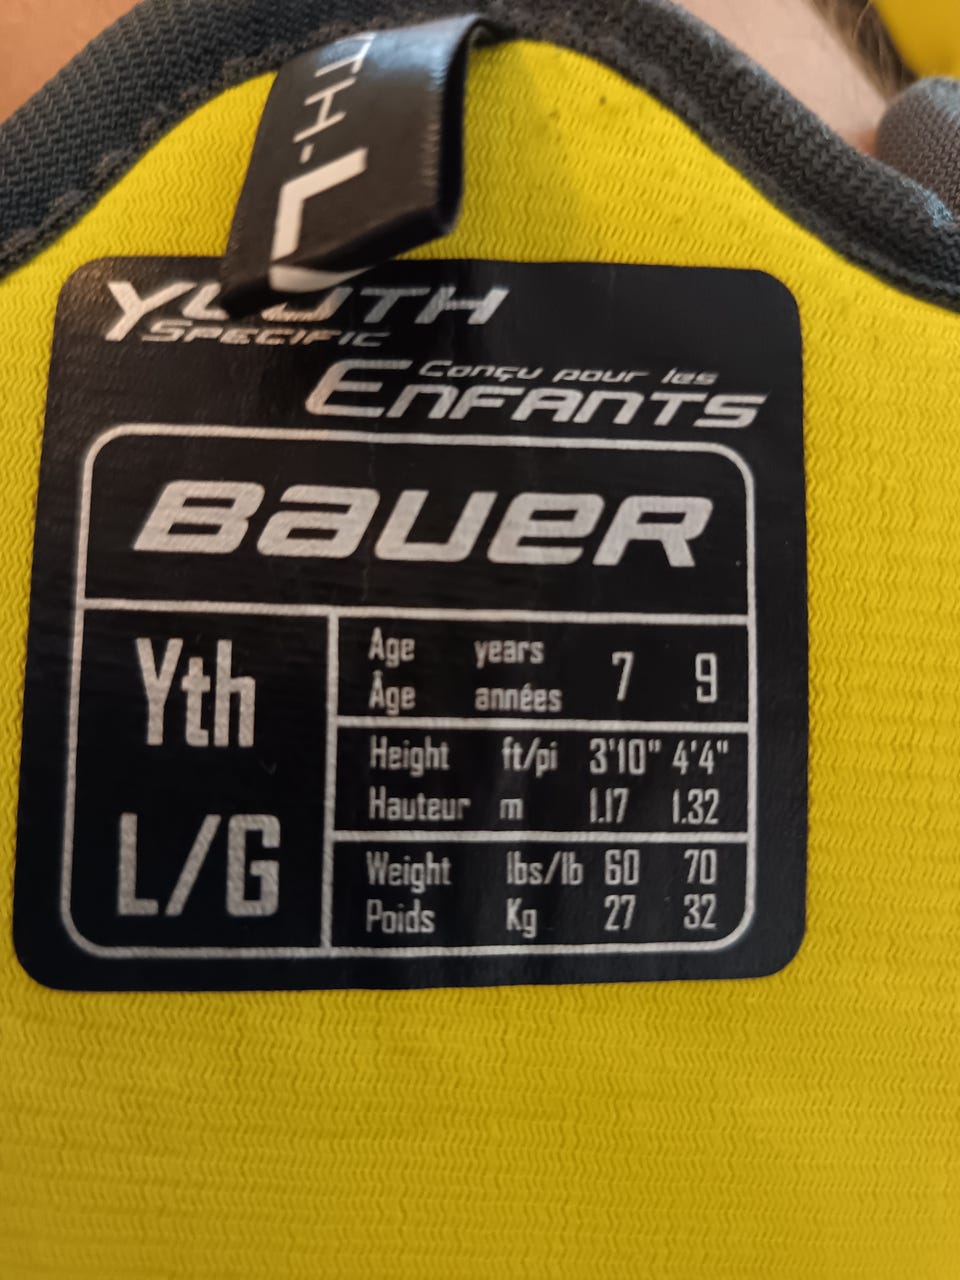 TH.L
YOUTH
SPECIFIC
Conçu pour les
ENFANTS
BAUER
Yth
L/G
Age years 7 9
Âge années
Height ft/pi 3'10" 4'4"
Hauteur m 1.17 1.32
Weight lbs/lb 60 70
Poids Kg 27 32